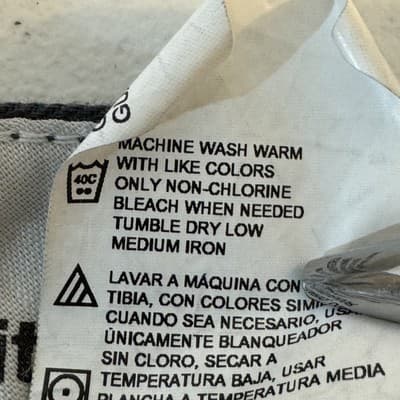 MACHINE WASH WARM
WITH LIKE COLORS
40C
ONLY NON-CHLORINE
BLEACH WHEN NEEDED
TUMBLE DRY LOW
MEDIUM IRON
LAVAR A MÁQUINA CON
TIBIA, CON COLORES
CUANDO SEA NECESARIO,
ÚNICAMENTE BLANQUEADOR
SIN CLORO, SECAR A
TEMPERATURA BAJA, USAR
PLANCHA A TEMPERATURA MEDIA